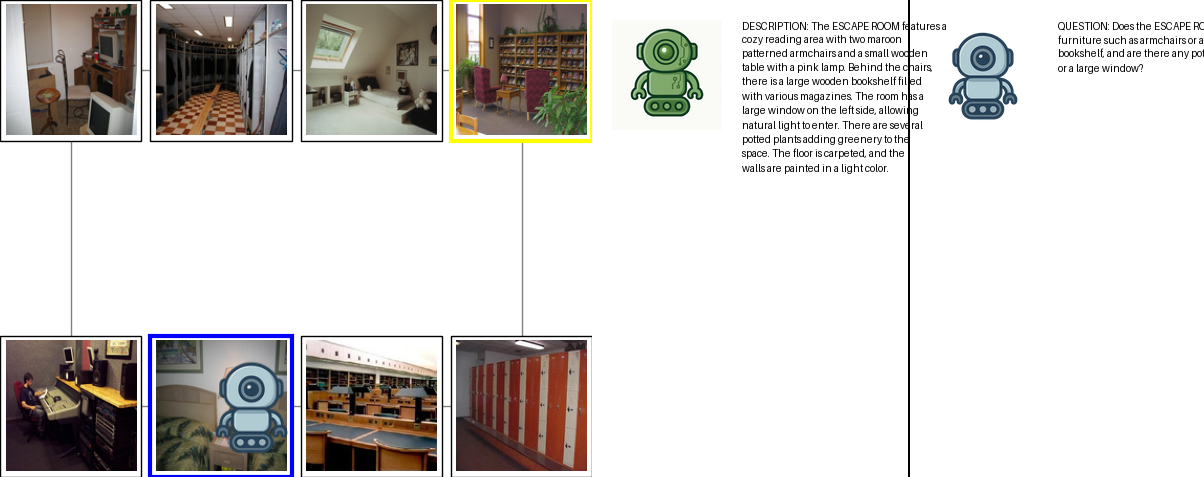 DESCRIPTION: The ESCAPE ROOM features a
cozy reading area with two maroon
patterned armchairs and a small wooden
table with a pink lamp. Behind the chairs,
there is a large wooden bookshelf filled
with various magazines. The room has a
large window on the left side, allowing
natural light to enter. There are several
potted plants adding greenery to the
space. The floor is carpeted, and the
walls are painted in a light color.
QUESTION: Does the ESCAPE RO
furniture such as armchairs or a
bookshelf, and are there any pot
or a large window?